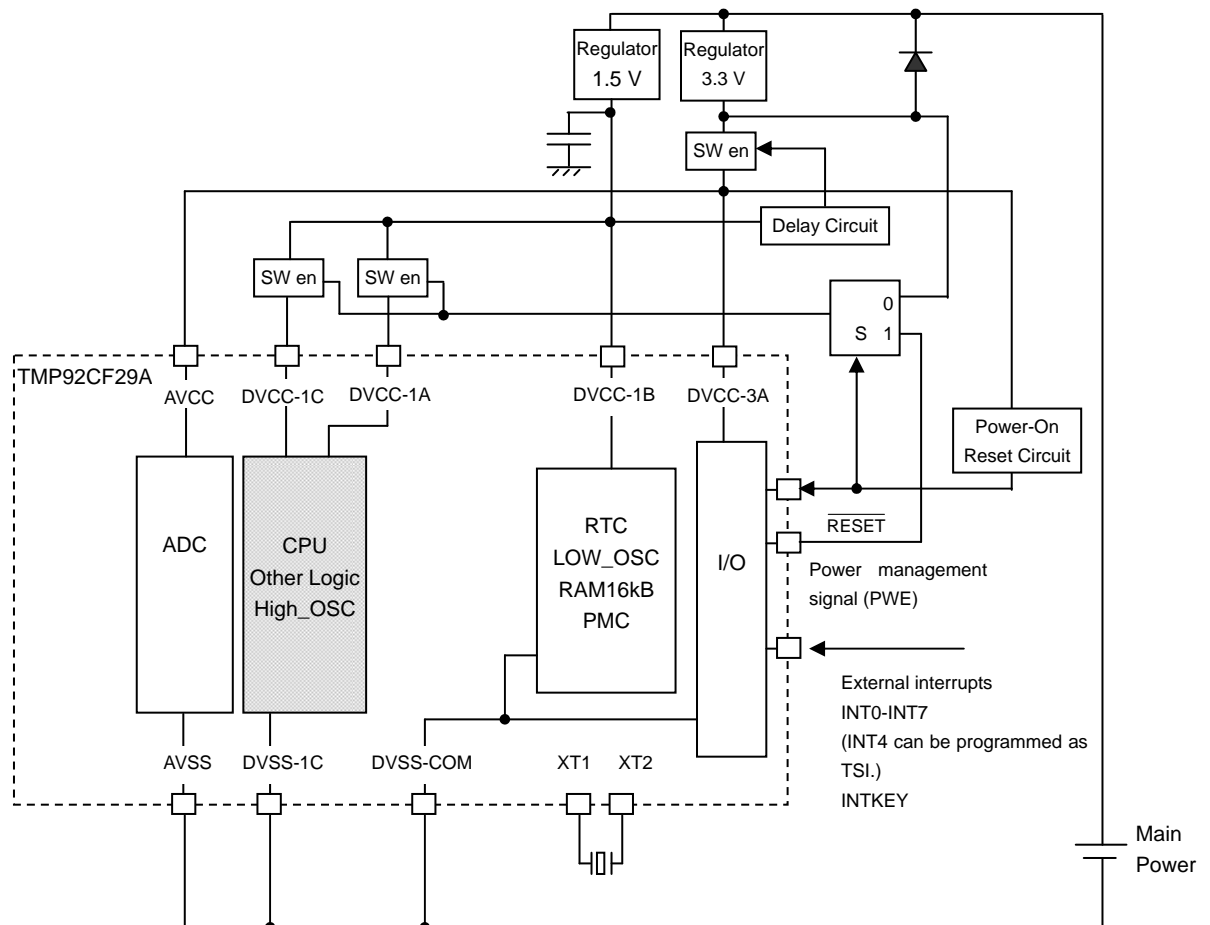 Regulator
1.5 V
Regulator
3.3 V
SW en
Delay Circuit
SW en
SW en
0
S 1
TMP92CF29A
AVCC
DVCC-1C
DVCC-1A
DVCC-1B
DVCC-3A
Power-On
Reset Circuit
ADC
CPU
Other Logic
High_OSC
RTC
LOW_OSC
RAM16kB
PMC
I/O
RESET
Power management
signal (PWE)
External interrupts
INT0-INT7
(INT4 can be programmed as
TSI.)
INTKEY
AVSS
DVSS-1C
DVSS-COM
XT1
XT2
Main
Power